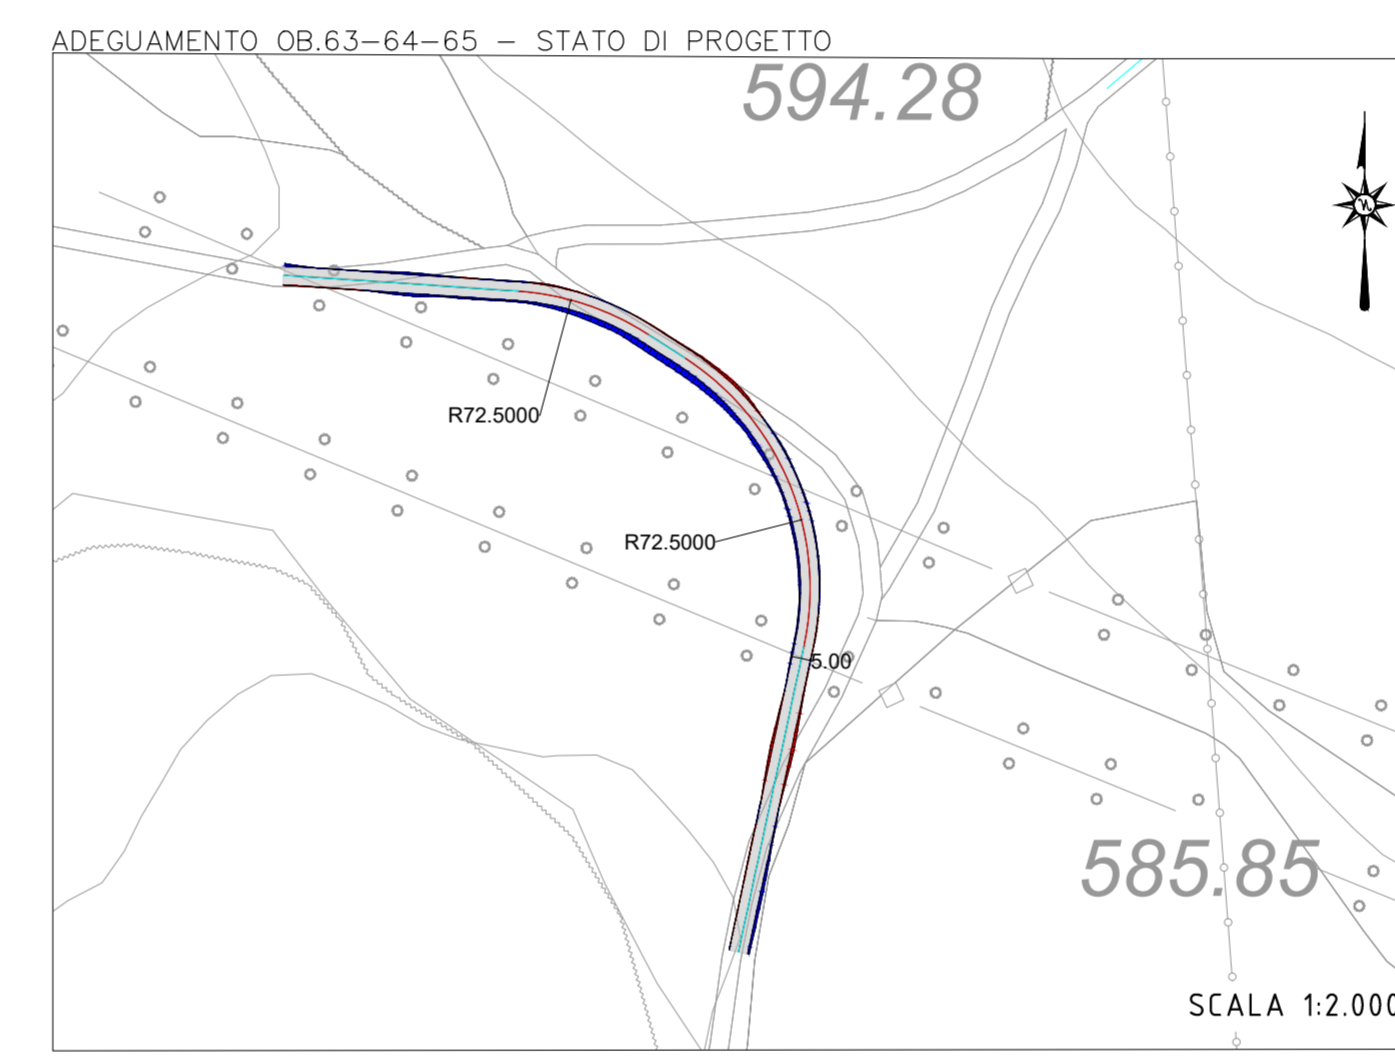 ADEGUAMENTO OB.63-64-65 - STATO DI PROGETTO
594.28
N
R72.5000
R72.5000
5.00
585.85
SCALA 1:2.000